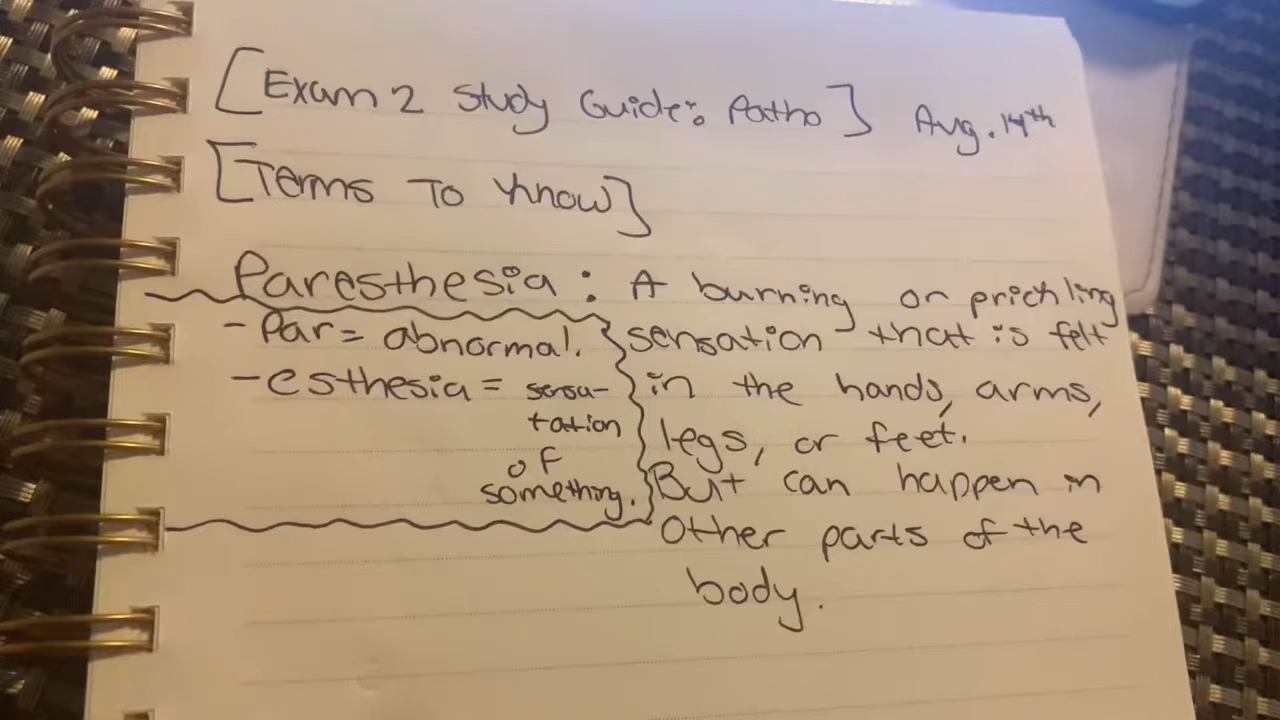 [Exam 2 Study Guide: Patho] Aug. 14th
[Terms To Know]
Paresthesia: A burning or prickling
sensation that is felt
in the hands, arms,
legs, or feet.
But can happen in
other parts of the
body.
- Par = abnormal.
- esthesia = sensa-
tation
of
something.